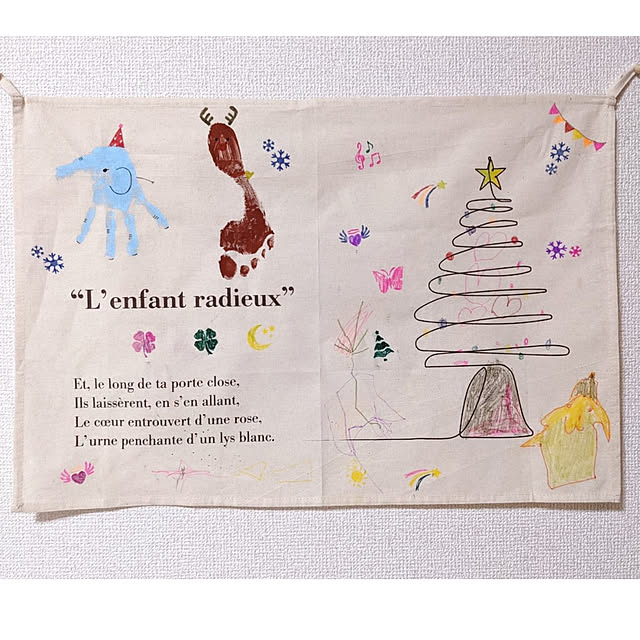 “L’enfant radieux”
Et, le long de ta porte close,
Ils laissèrent, en s’en allant,
Le cœur entrouvert d’une rose,
L’urne penchante d’un lys blanc.